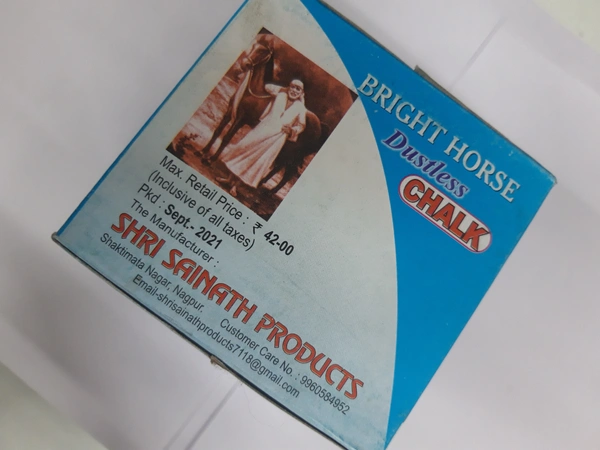 BRIGHT HORSE
Dustless
CHALK
Max. Retail Price : ₹ 42-00
(Inclusive of all taxes)
Pkd : Sept.- 2021
The Manufacturer :
SHRI SAINATH PRODUCTS
Shaktimata Nagar, Nagpur. Customer Care No. : 9960584952
Email-shrisainathproducts7118@gmail.com